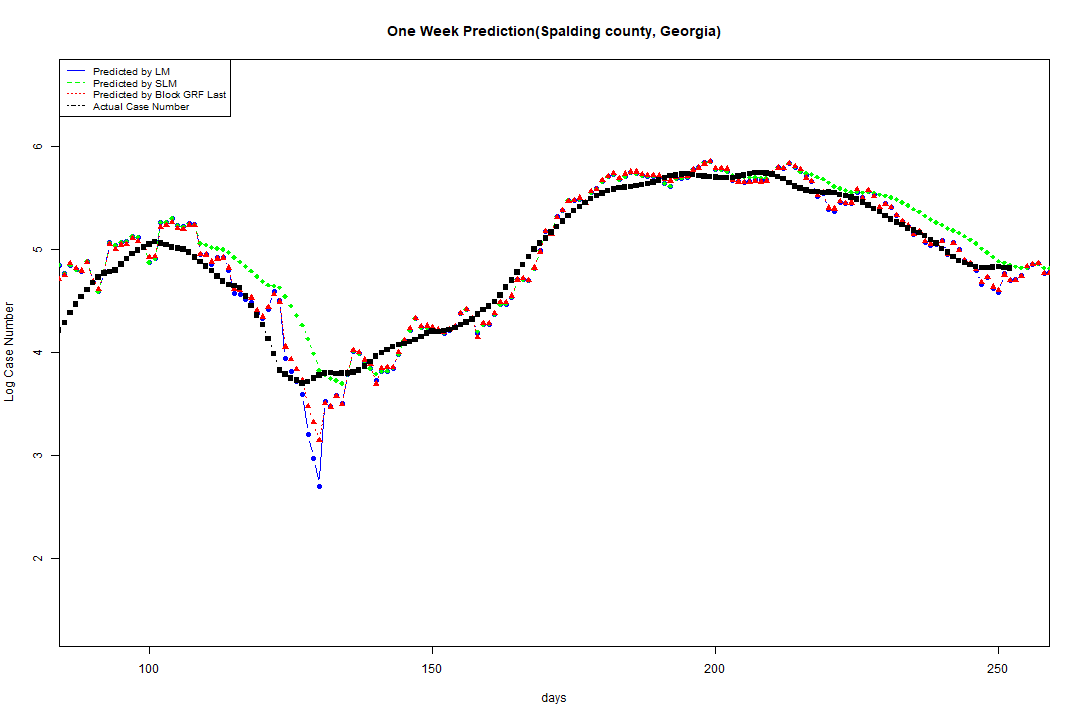 One Week Prediction(Spalding county, Georgia)
Predicted by LM
Predicted by SLM
Predicted by Block GRF Last
Actual Case Number
6
5
4
3
2
Log Case Number
100
150
200
250
days